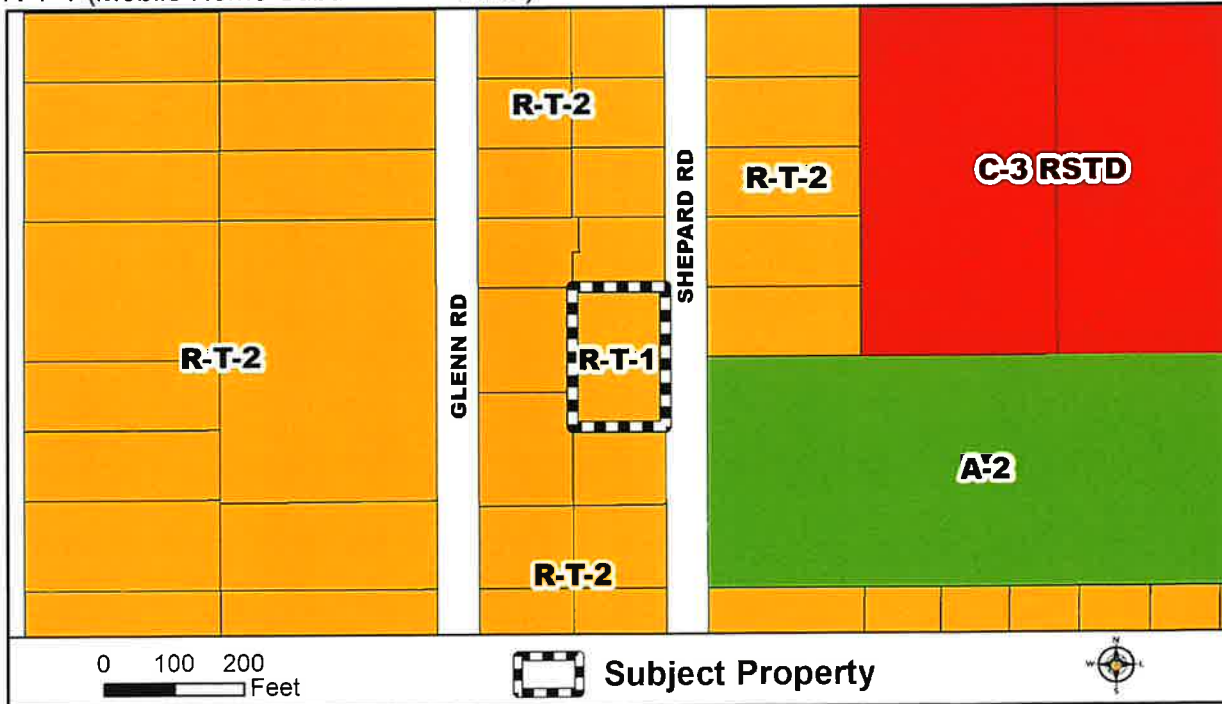 R-T-2
C-3 RSTD
R-T-2
SHEPARD RD
GLENN RD
R-T-2
R-T-1
A-2
R-T-2
0 100 200
Feet
Subject Property
N
W
S